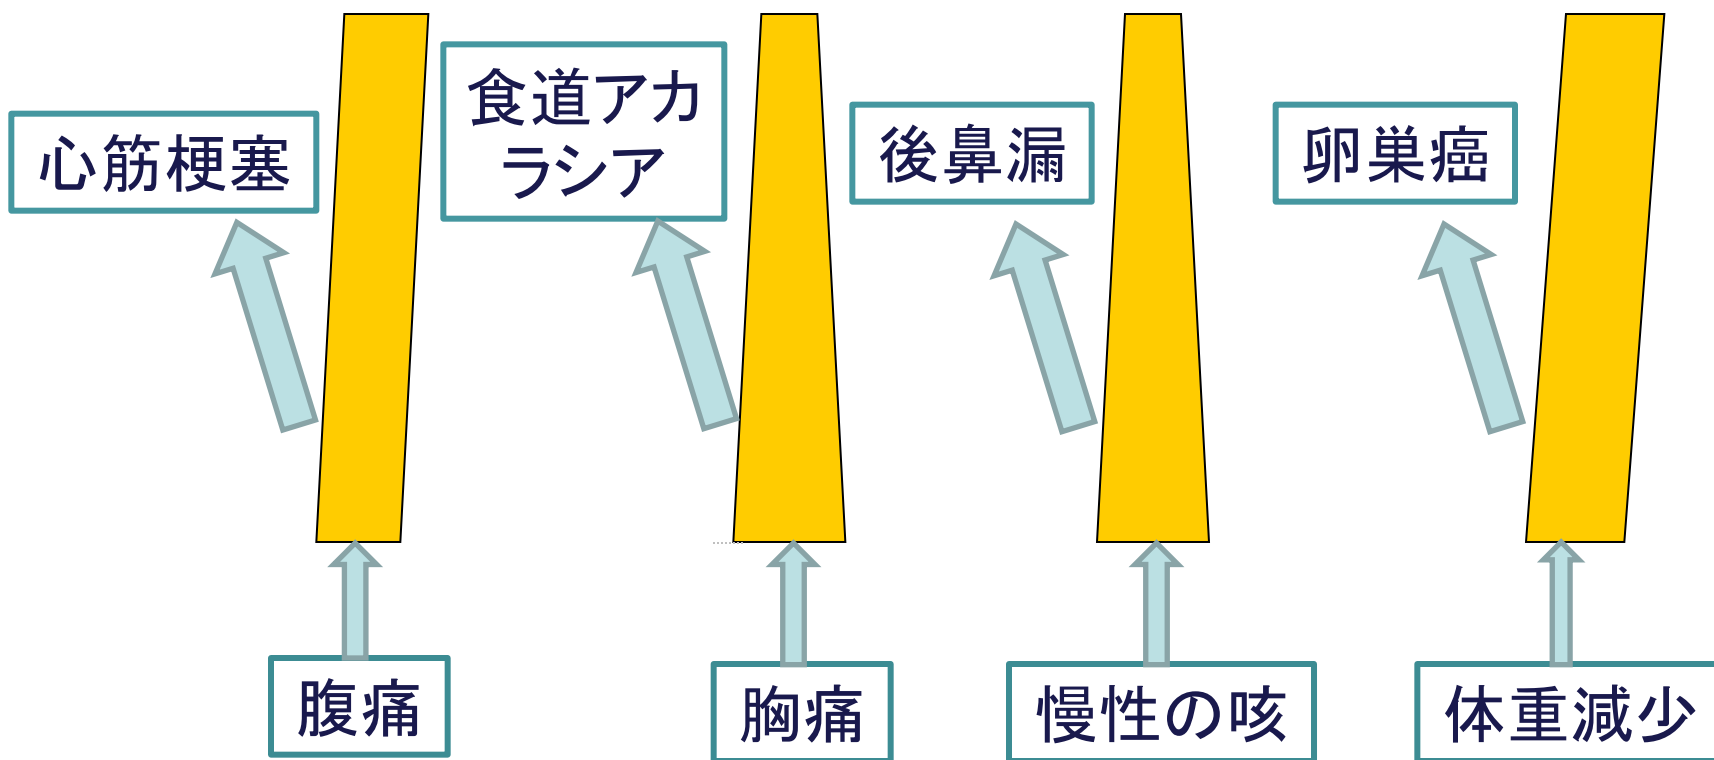 心筋梗塞
食道アカ
ラシア
後鼻漏
卵巣癌
腹痛
胸痛
慢性の咳
体重減少